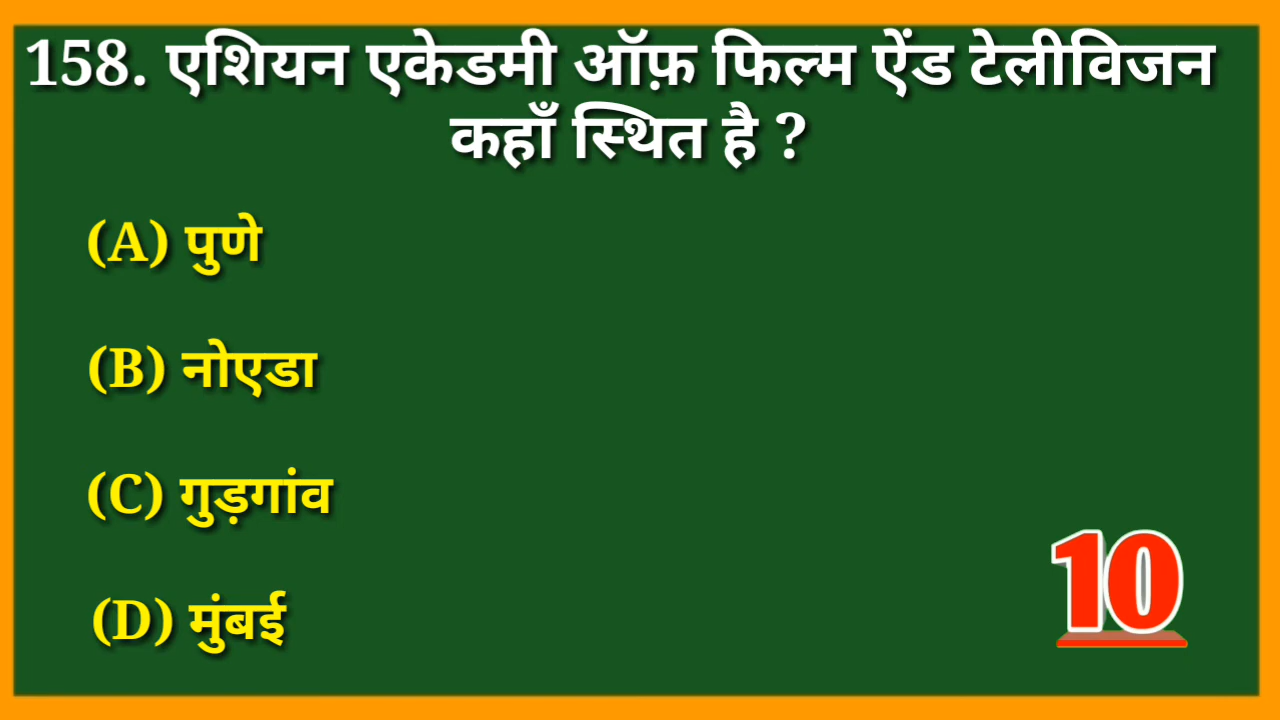 158. एशियन एकेडमी ऑफ़ फिल्म ऐंड टेलीविजन
कहाँ स्थित है ?
(A) पुणे
(B) नोएडा
(C) गुड़गांव
(D) मुंबई
10